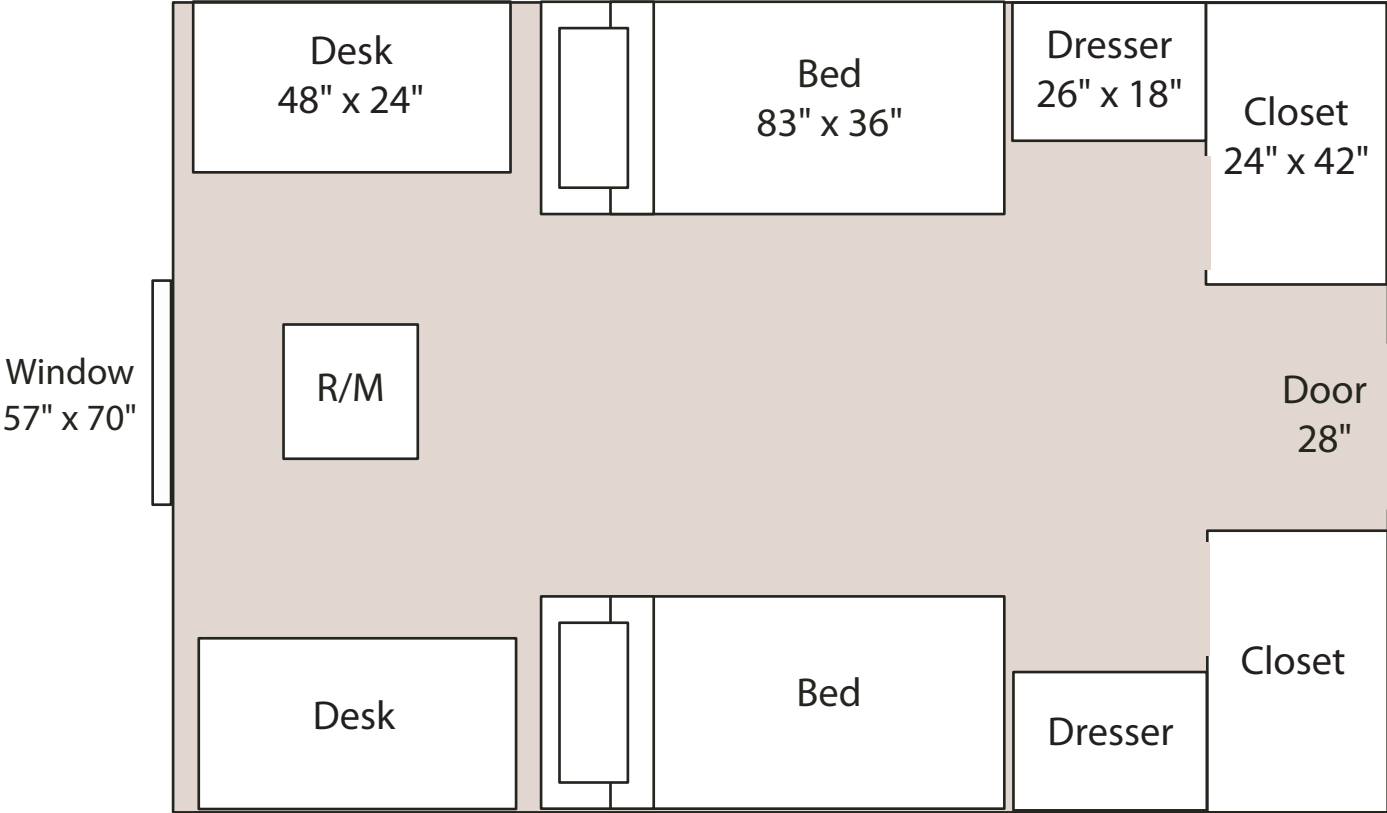 Desk
48" x 24"
Bed
83" x 36"
Dresser
26" x 18"
Closet
24" x 42"
Window
57" x 70"
R/M
Door
28"
Desk
Bed
Dresser
Closet